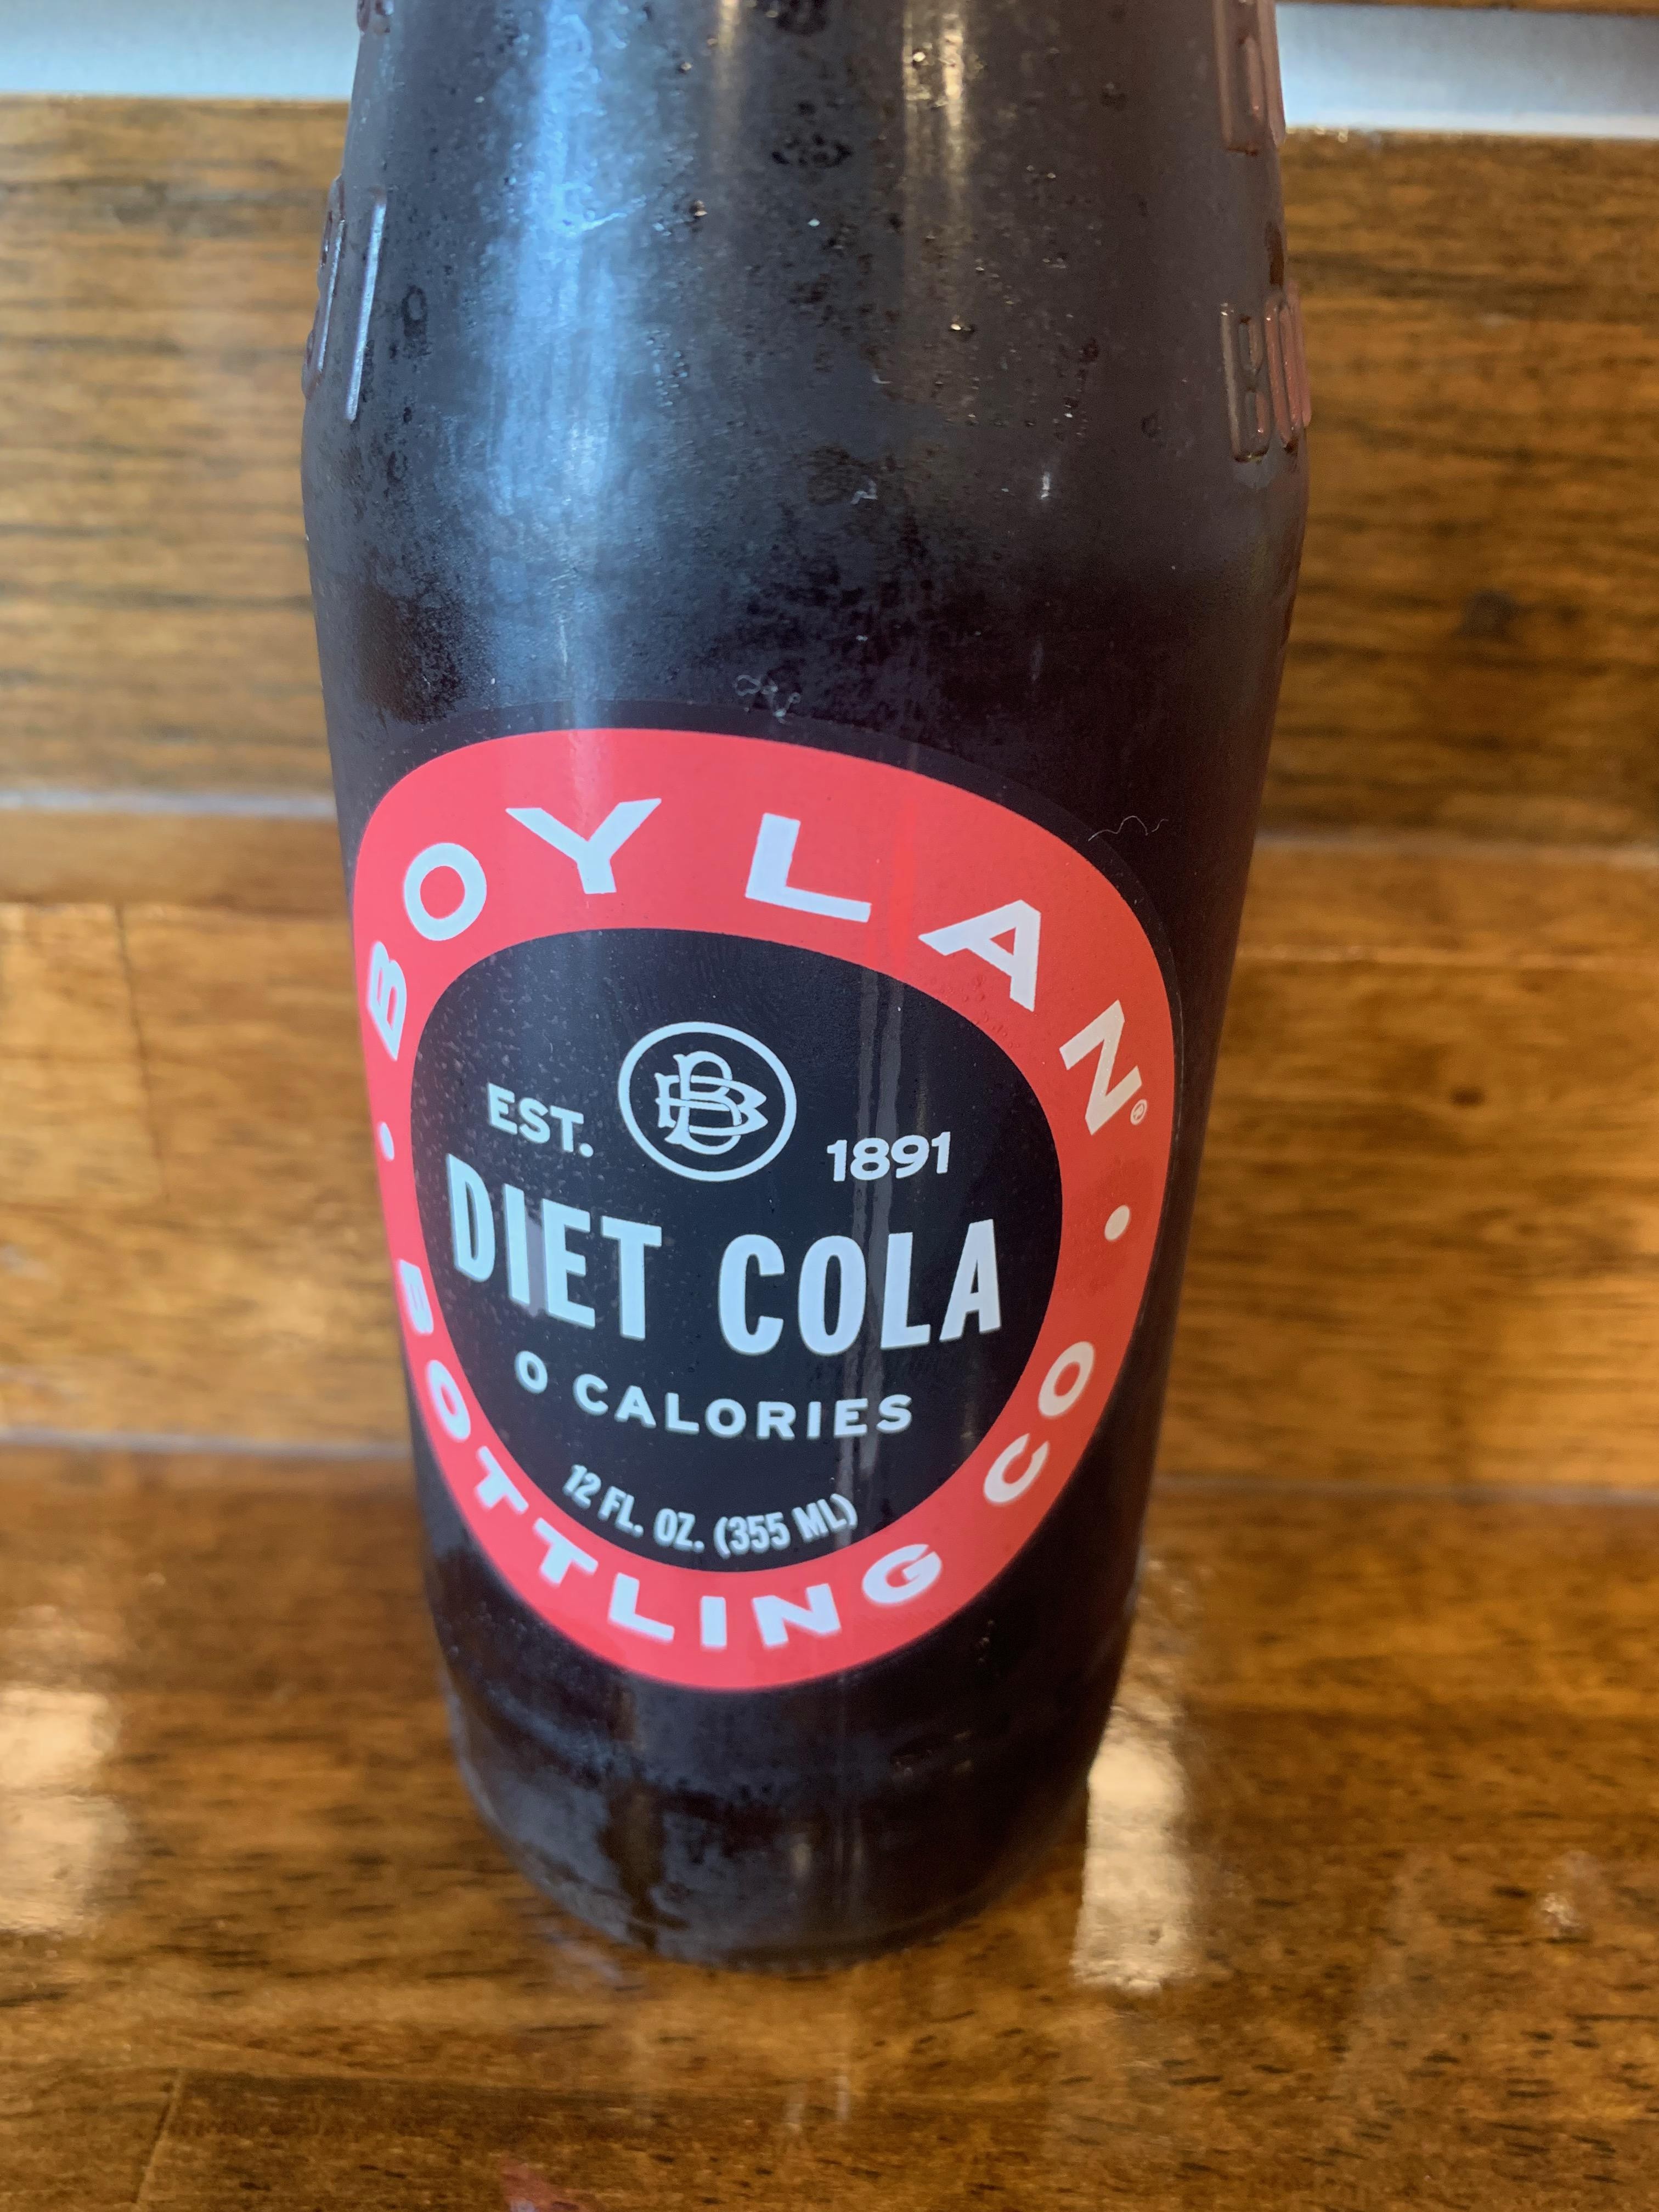 BOYLAN®
EST. 1891
DIET COLA
0 CALORIES
12 FL. OZ. (355 ML)
BOTTLING CO